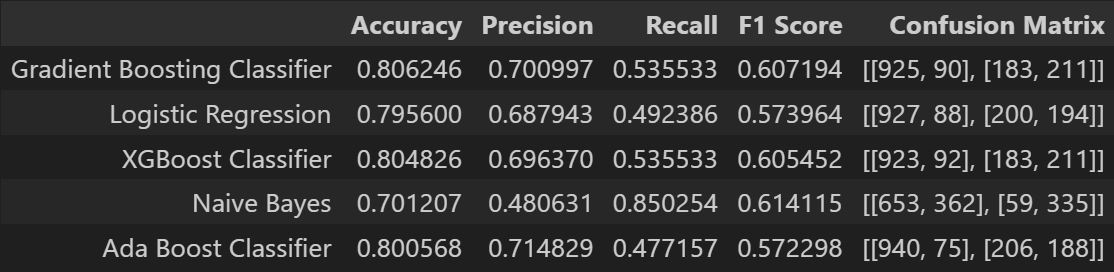 Accuracy Precision Recall F1 Score Confusion Matrix
Gradient Boosting Classifier 0.806246 0.700997 0.535533 0.607194 [[925, 90], [183, 211]]
Logistic Regression 0.795600 0.687943 0.492386 0.573964 [[927, 88], [200, 194]]
XGBoost Classifier 0.804826 0.696370 0.535533 0.605452 [[923, 92], [183, 211]]
Naive Bayes 0.701207 0.480631 0.850254 0.614115 [[653, 362], [59, 335]]
Ada Boost Classifier 0.800568 0.714829 0.477157 0.572298 [[940, 75], [206, 188]]